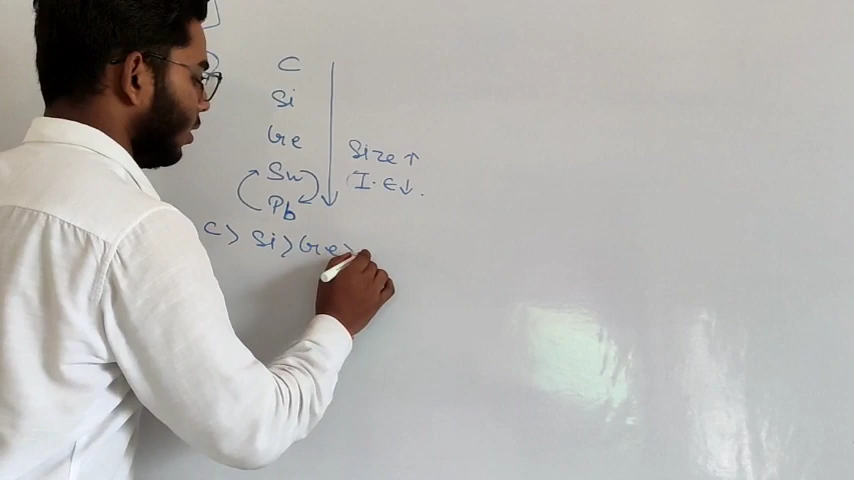 C
Si
Ge
Size ↑
Sn
I.E↓.
Pb
C > Si > Ge >